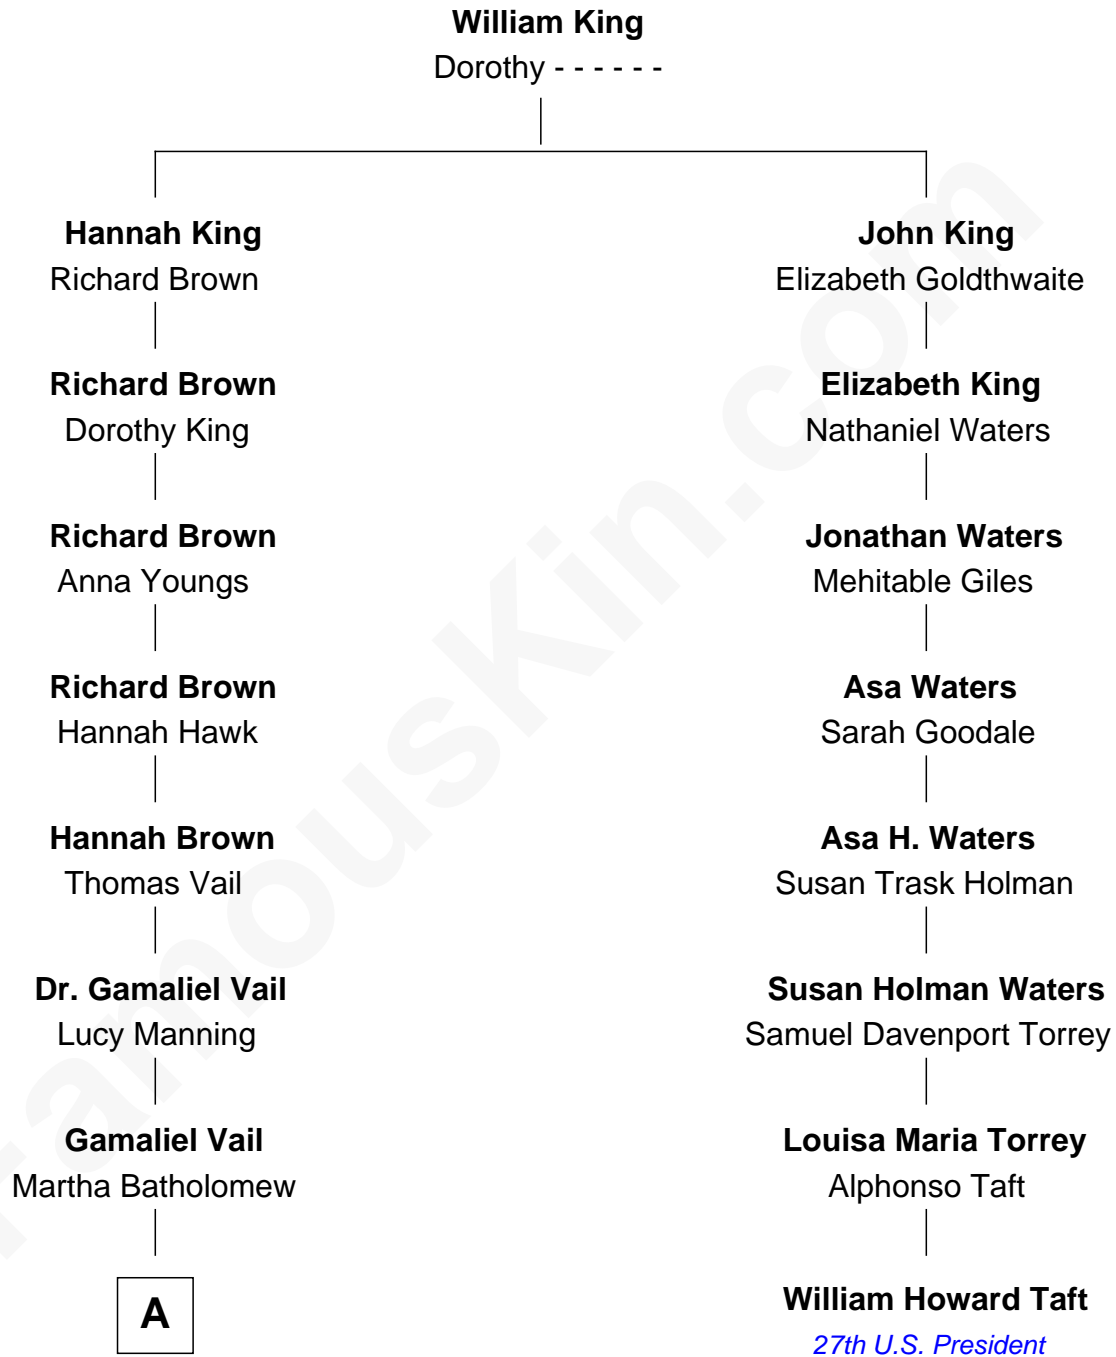 William King
Dorothy - - - - - -
Hannah King
Richard Brown
John King
Elizabeth Goldthwaite
Richard Brown
Dorothy King
Elizabeth King
Nathaniel Waters
Richard Brown
Anna Youngs
Jonathan Waters
Mehitable Giles
Richard Brown
Hannah Hawk
Asa Waters
Sarah Goodale
Hannah Brown
Thomas Vail
Asa H. Waters
Susan Trask Holman
Dr. Gamaliel Vail
Lucy Manning
Susan Holman Waters
Samuel Davenport Torrey
Gamaliel Vail
Martha Batholomew
Louisa Maria Torrey
Alphonso Taft
A
William Howard Taft
27th U.S. President
FamousKin.com